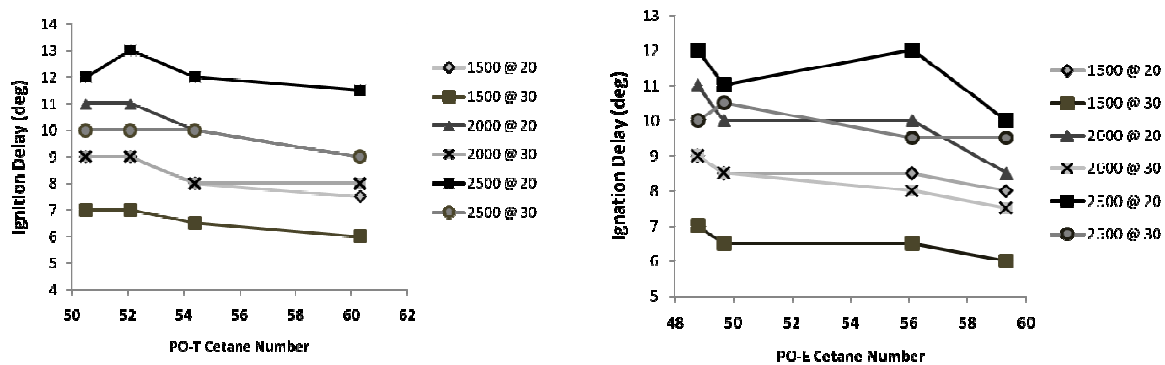 14
13
12
11
10
9
8
7
6
5
4
Ignition Delay (deg)
50 52 54 56 58 60 62
PO-T Cetane Number
1500 @ 20
1500 @ 30
2000 @ 20
2000 @ 30
2500 @ 20
2500 @ 30
13
12
11
10
9
8
7
6
5
Ignation Delay (deg)
48 50 52 54 56 58 60
PO-E Cetane Number
1500 @ 20
1500 @ 30
2000 @ 20
2000 @ 30
2500 @ 20
2500 @ 30